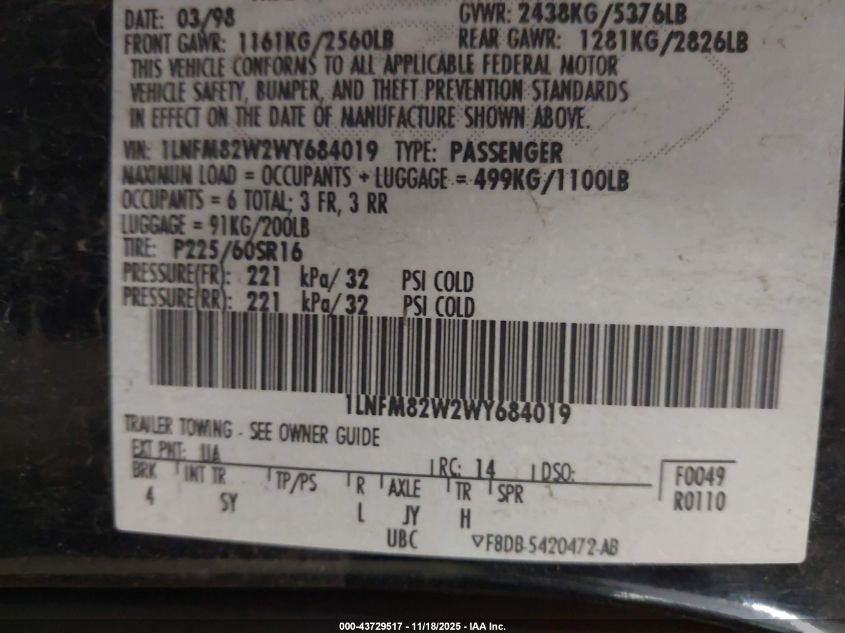 DATE: 03/98 GVWR: 2438KG/5376LB
FRONT GAWR: 1161KG/2560LB REAR GAWR: 1281KG/2826LB
THIS VEHICLE CONFORMS TO ALL APPLICABLE FEDERAL MOTOR
VEHICLE SAFETY, BUMPER, AND THEFT PREVENTION STANDARDS
IN EFFECT ON THE DATE OF MANUFACTURE SHOWN ABOVE.
VIN: 1LNFM82W2WY684019 TYPE: PASSENGER
MAXIMUN LOAD = OCCUPANTS + LUGGAGE = 499KG/1100LB
OCCUPANTS = 6 TOTAL; 3 FR, 3 RR
LUGGAGE = 91KG/200LB
TIRE: P225/60SR16
PRESSURE(FR): 221 kPa/ 32 PSI COLD
PRESSURE(RR): 221 kPa/ 32 PSI COLD
1LNFM82W2WY684019
TRAILER TOWING - SEE OWNER GUIDE
EXT PNT: UA RC: 14 DSO: F0049
BRK INT TR TP/PS R AXLE TR SPR R0110
4 SY L JY H
UBC ▽F8DB-5420472-AB
000-43729517 - 11/18/2025 - IAA Inc.